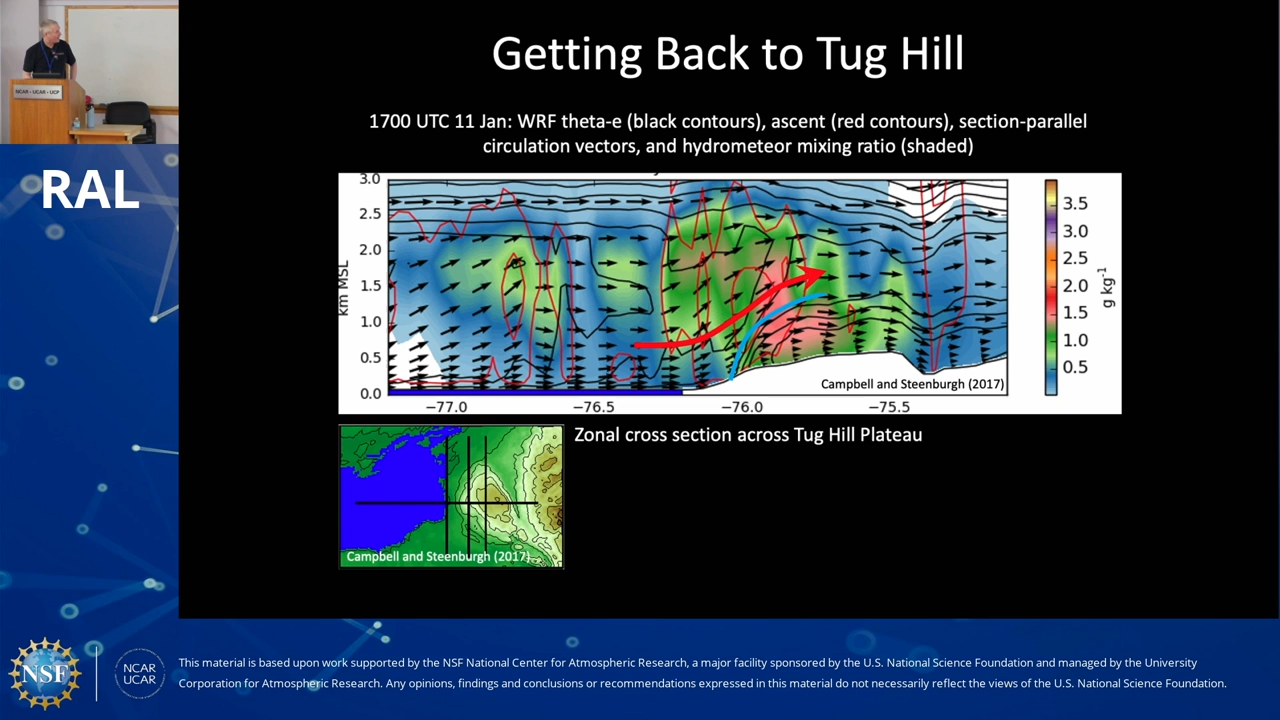 Getting Back to Tug Hill
NCAR • UCAR • UCP
RAL
1700 UTC 11 Jan: WRF theta-e (black contours), ascent (red contours), section-parallel
circulation vectors, and hydrometeor mixing ratio (shaded)
3.0
2.5
2.0
1.5
1.0
0.5
0.0
km MSL
−77.0
−76.5
−76.0
−75.5
Campbell and Steenburgh (2017)
3.5
3.0
2.5
2.0
1.5
1.0
0.5
g kg-1
Zonal cross section across Tug Hill Plateau
Campbell and Steenburgh (2017)
NSF
NCAR
UCAR
This material is based upon work supported by the NSF National Center for Atmospheric Research, a major facility sponsored by the U.S. National Science Foundation and managed by the University
Corporation for Atmospheric Research. Any opinions, findings and conclusions or recommendations expressed in this material do not necessarily reflect the views of the U.S. National Science Foundation.